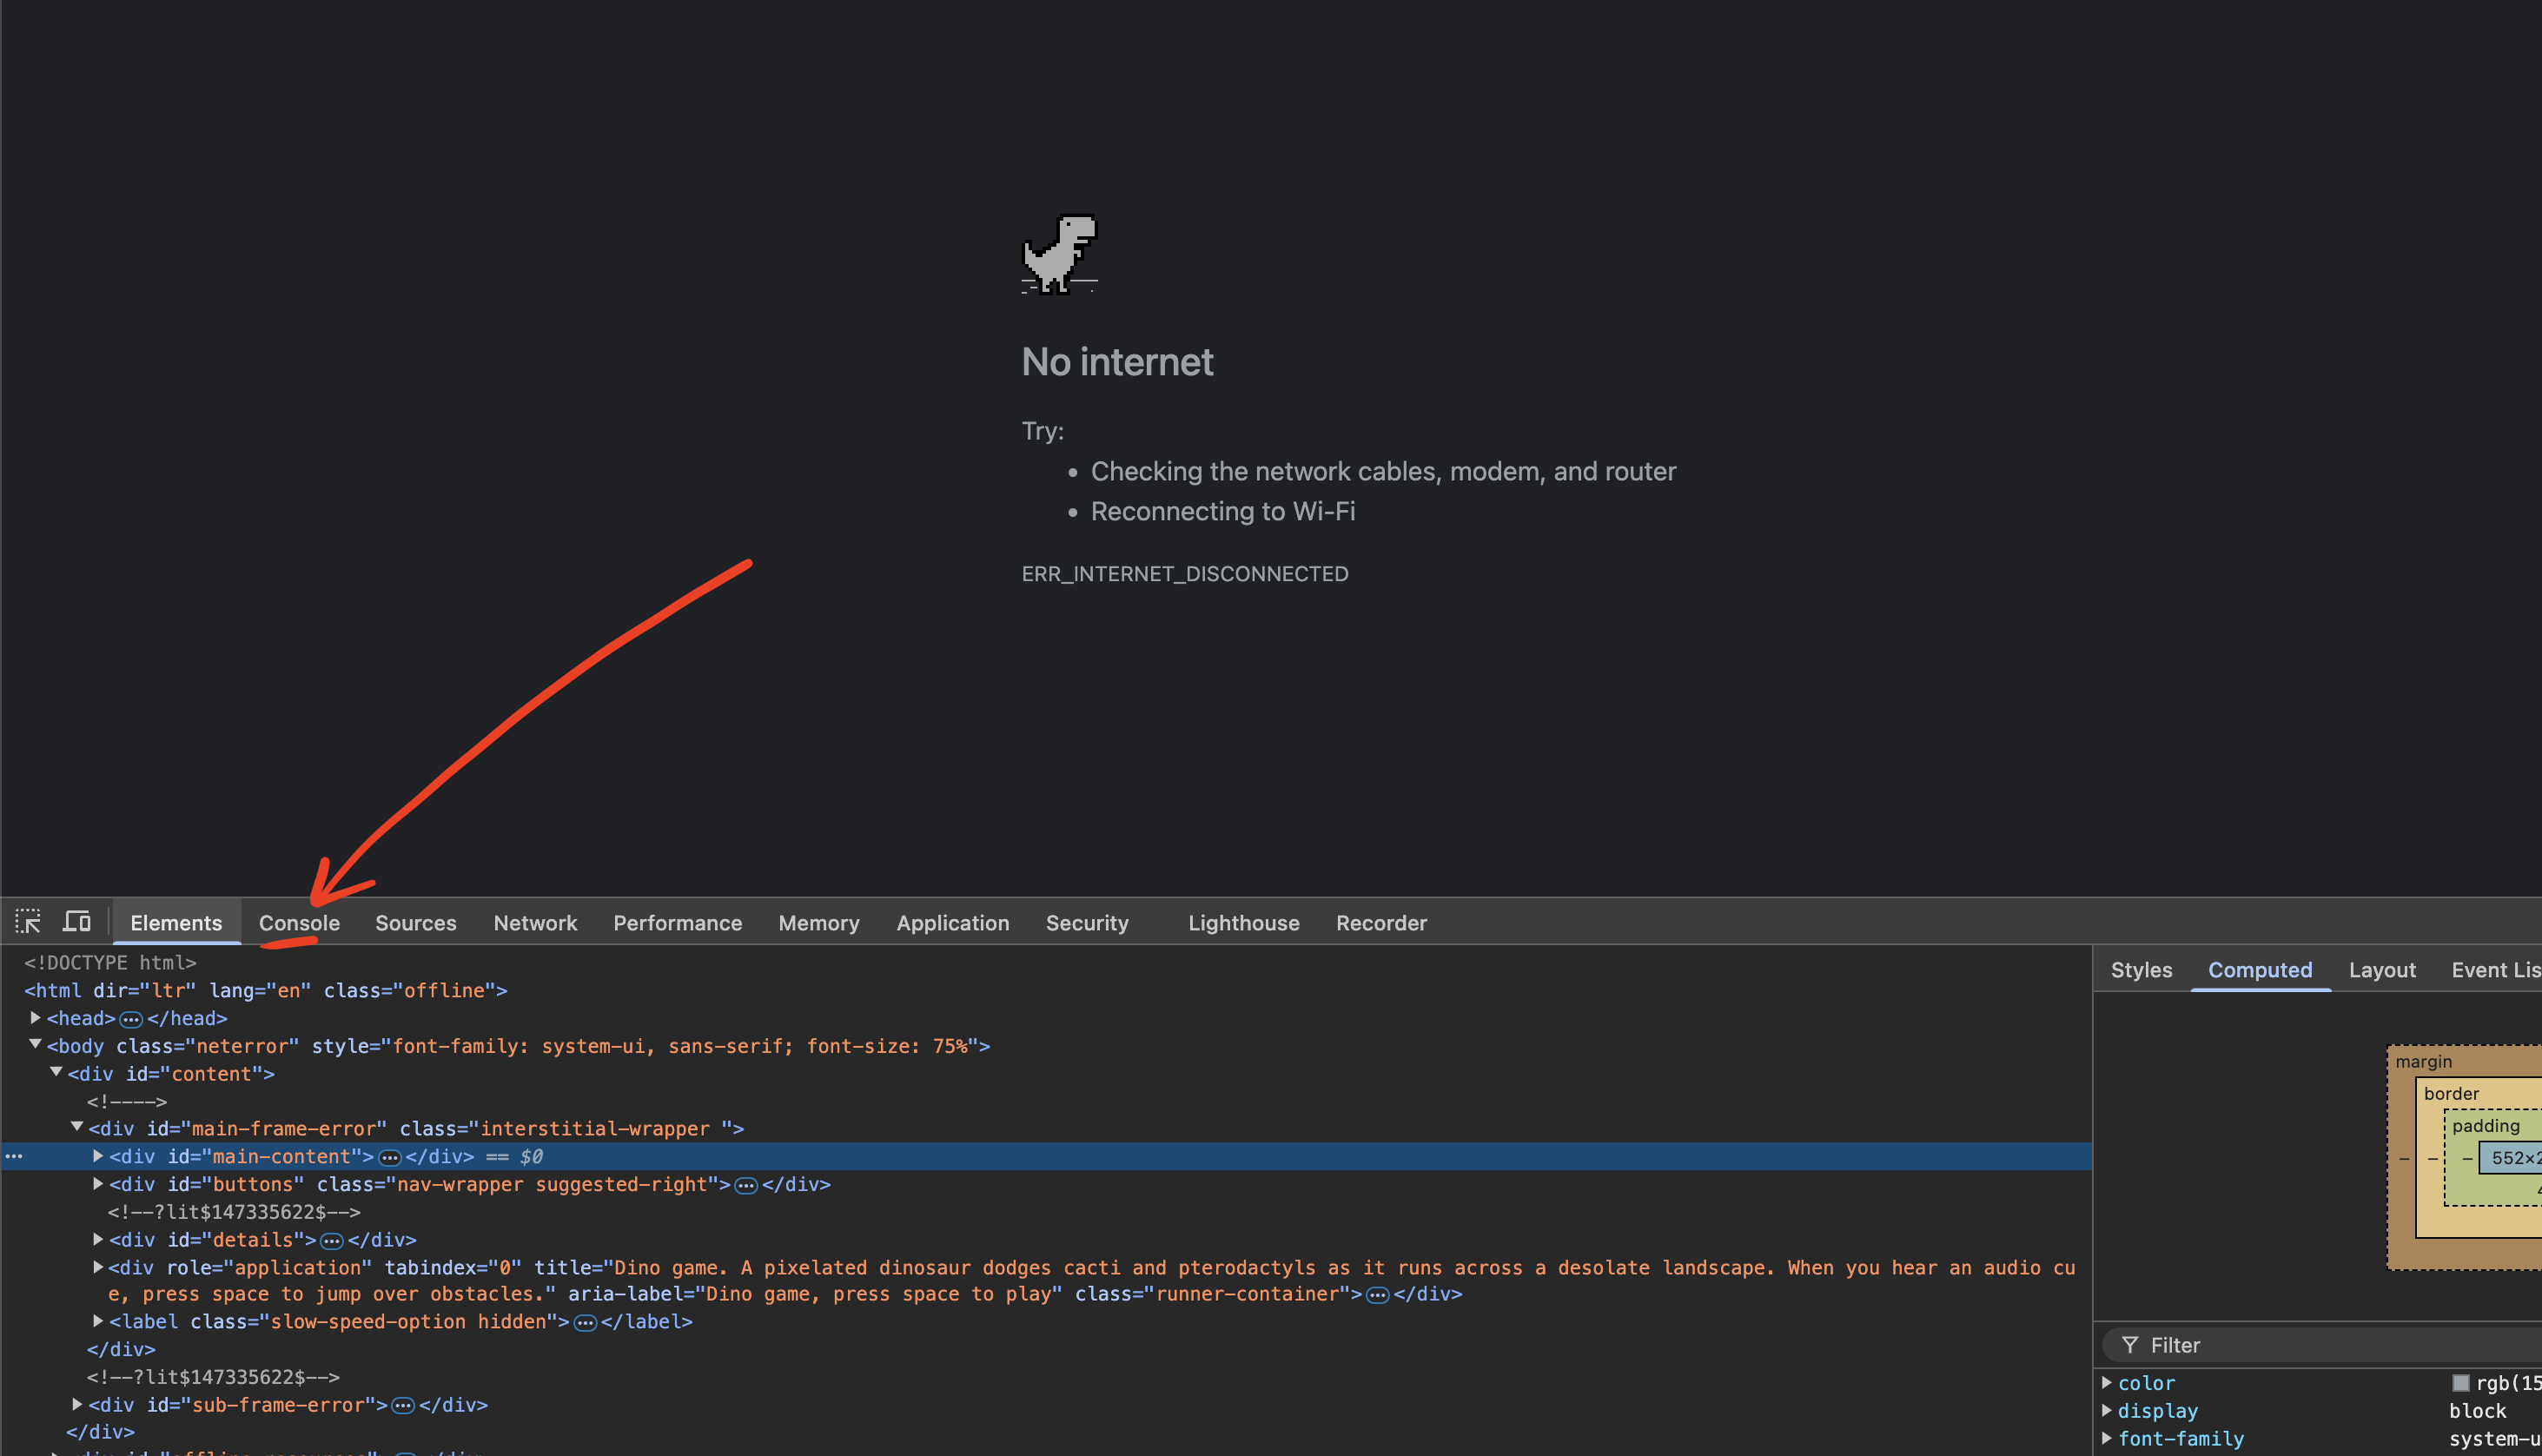 No internet
Try:
Checking the network cables, modem, and router
Reconnecting to Wi-Fi
ERR_INTERNET_DISCONNECTED
Elements Console Sources Network Performance Memory Application Security Lighthouse Recorder
<!DOCTYPE html>
<html dir="ltr" lang="en" class="offline">
<head>…</head>
<body class="neterror" style="font-family: system-ui, sans-serif; font-size: 75%">
<div id="content">
<!---->
<div id="main-frame-error" class="interstitial-wrapper ">
… <div id="main-content">…</div> == $0
<div id="buttons" class="nav-wrapper suggested-right">…</div>
<!--?lit$147335622$-->
<div id="details">…</div>
<div role="application" tabindex="0" title="Dino game. A pixelated dinosaur dodges cacti and pterodactyls as it runs across a desolate landscape. When you hear an audio cu
e, press space to jump over obstacles." aria-label="Dino game, press space to play" class="runner-container">…</div>
<label class="slow-speed-option hidden">…</label>
</div>
<!--?lit$147335622$-->
<div id="sub-frame-error">…</div>
</div>
Styles Computed Layout Event Lis
margin
border
padding
– – – 552×2
Filter
color rgb(15
display block
font-family system-u